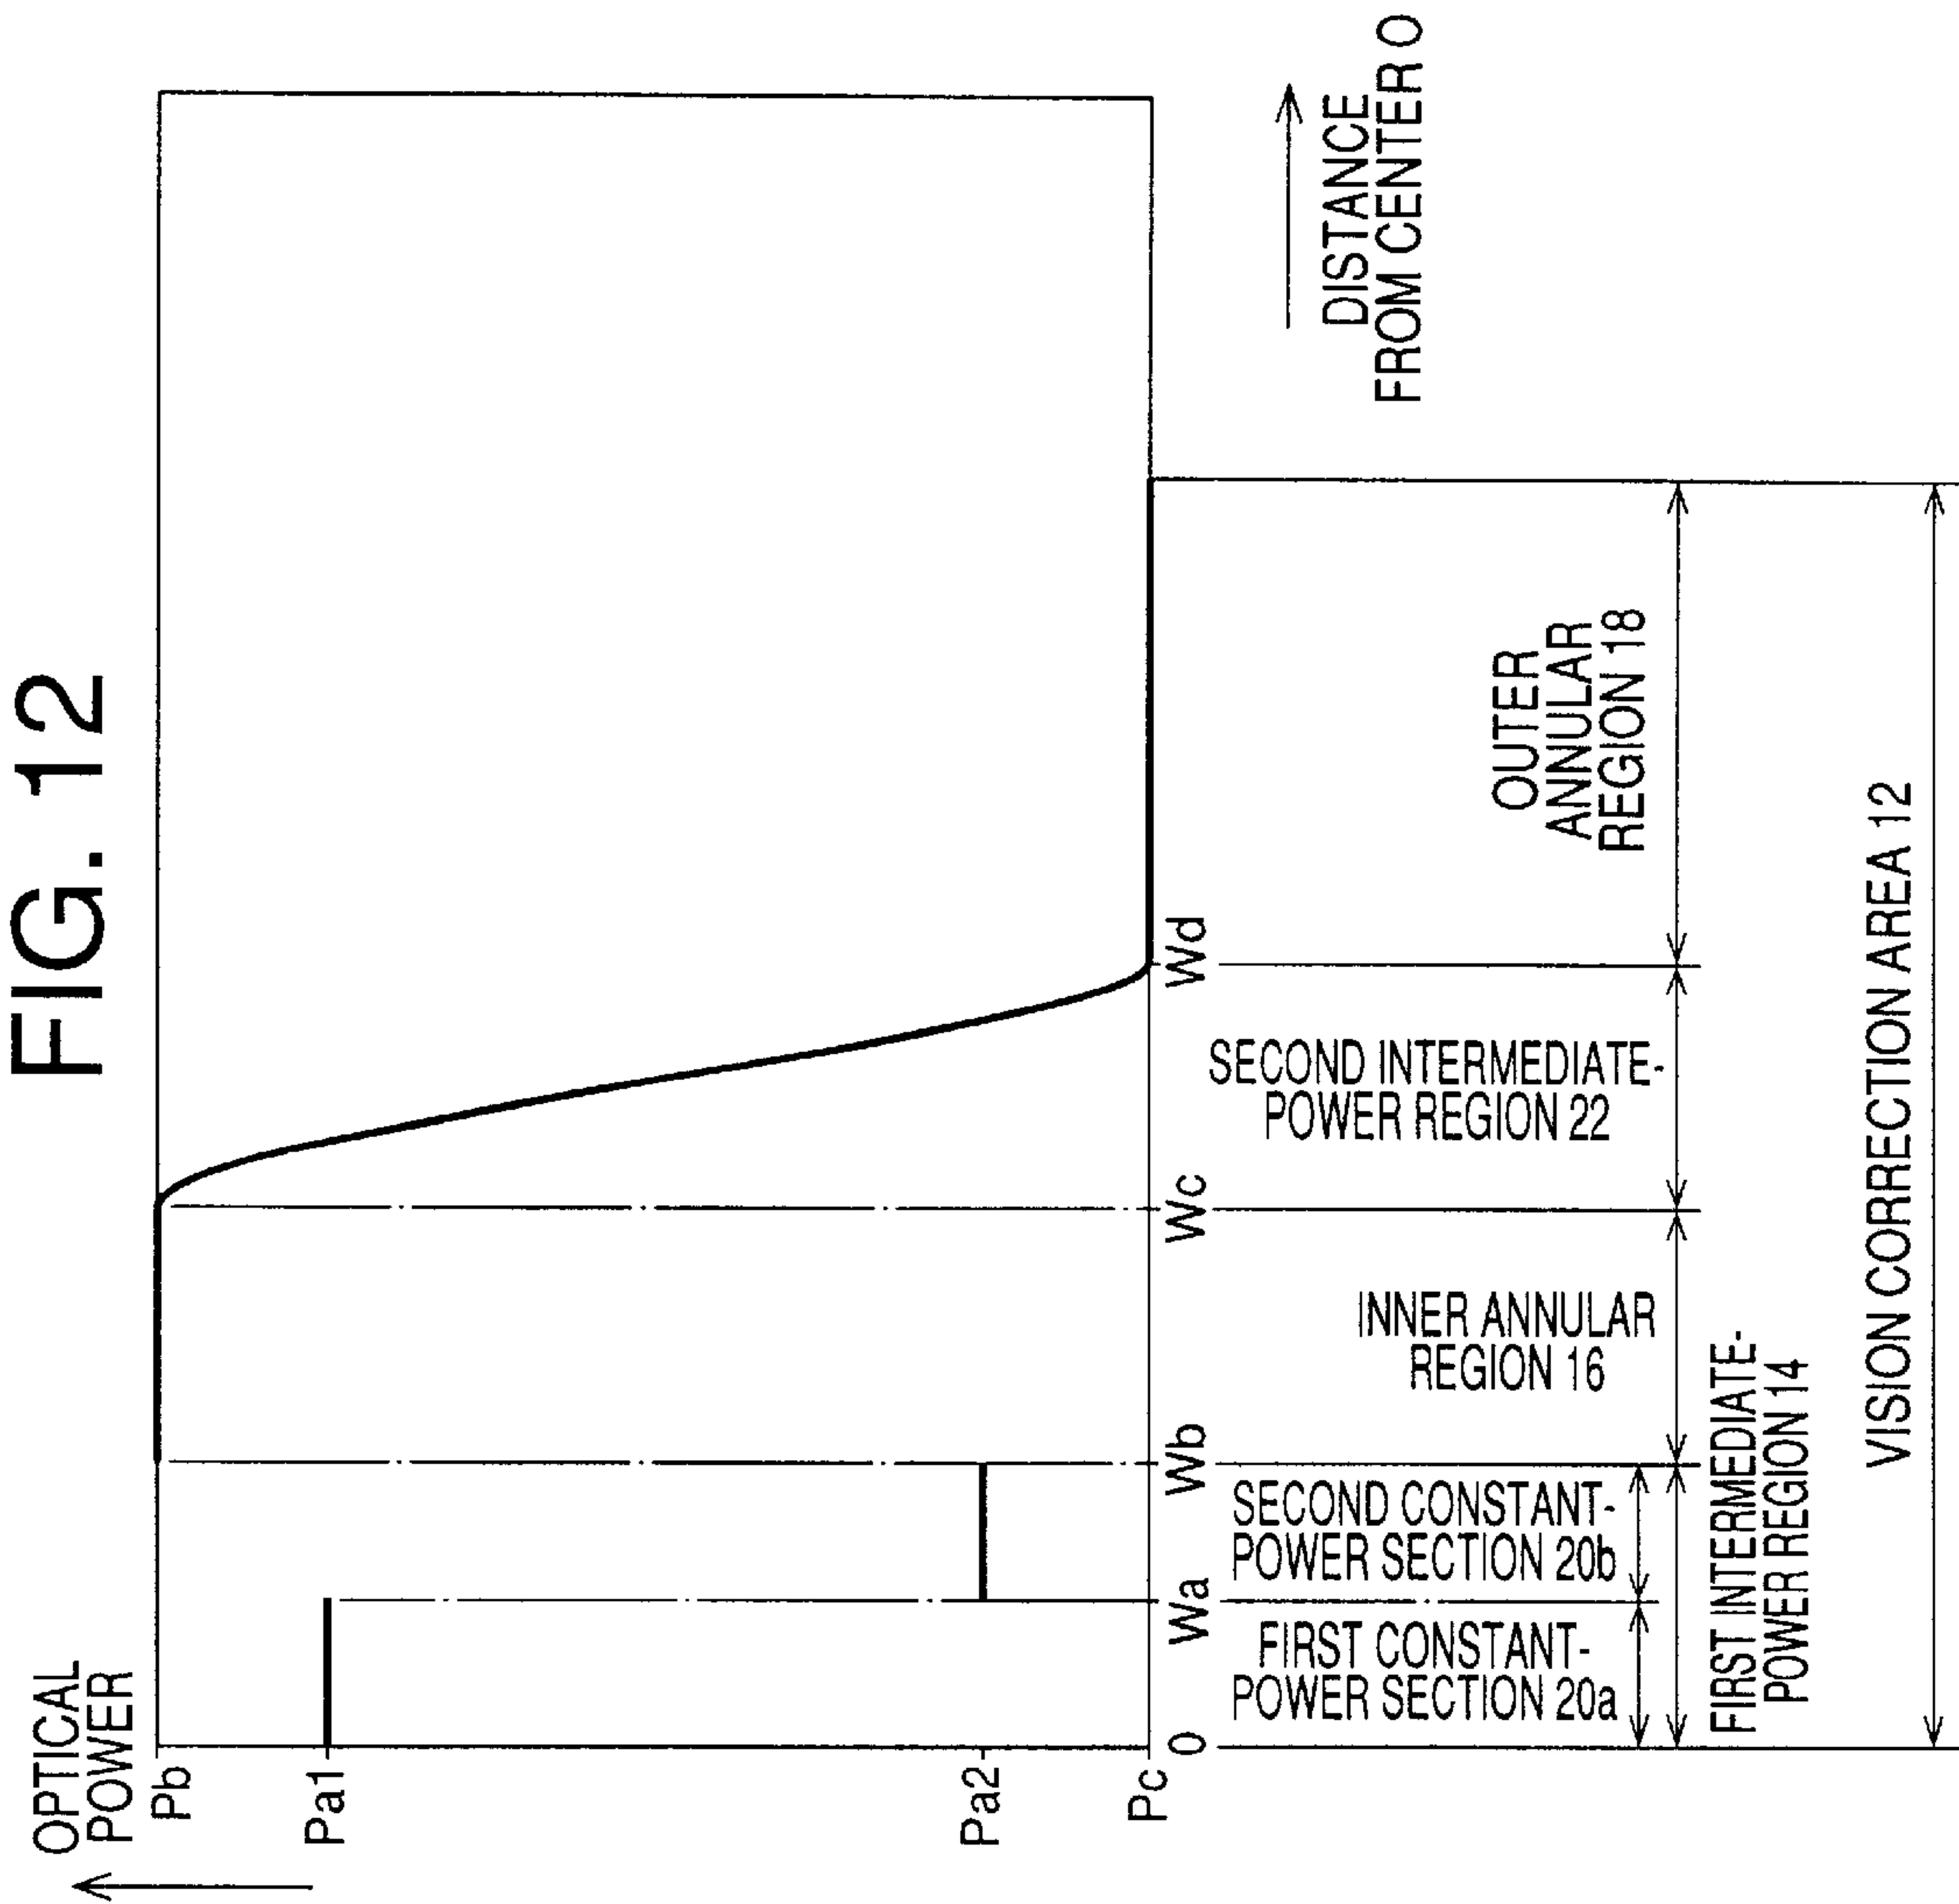 FIG. 12
OPTICAL
POWER
Pb
Pa1
Pa2
Pc
0
Wa
Wb
Wc
Wd
DISTANCE
FROM CENTER O
FIRST CONSTANT-
POWER SECTION 20a
SECOND CONSTANT-
POWER SECTION 20b
INNER ANNULAR
REGION 16
SECOND INTERMEDIATE-
POWER REGION 22
OUTER
ANNULAR
REGION 18
FIRST INTERMEDIATE-
POWER REGION 14
VISION CORRECTION AREA 12